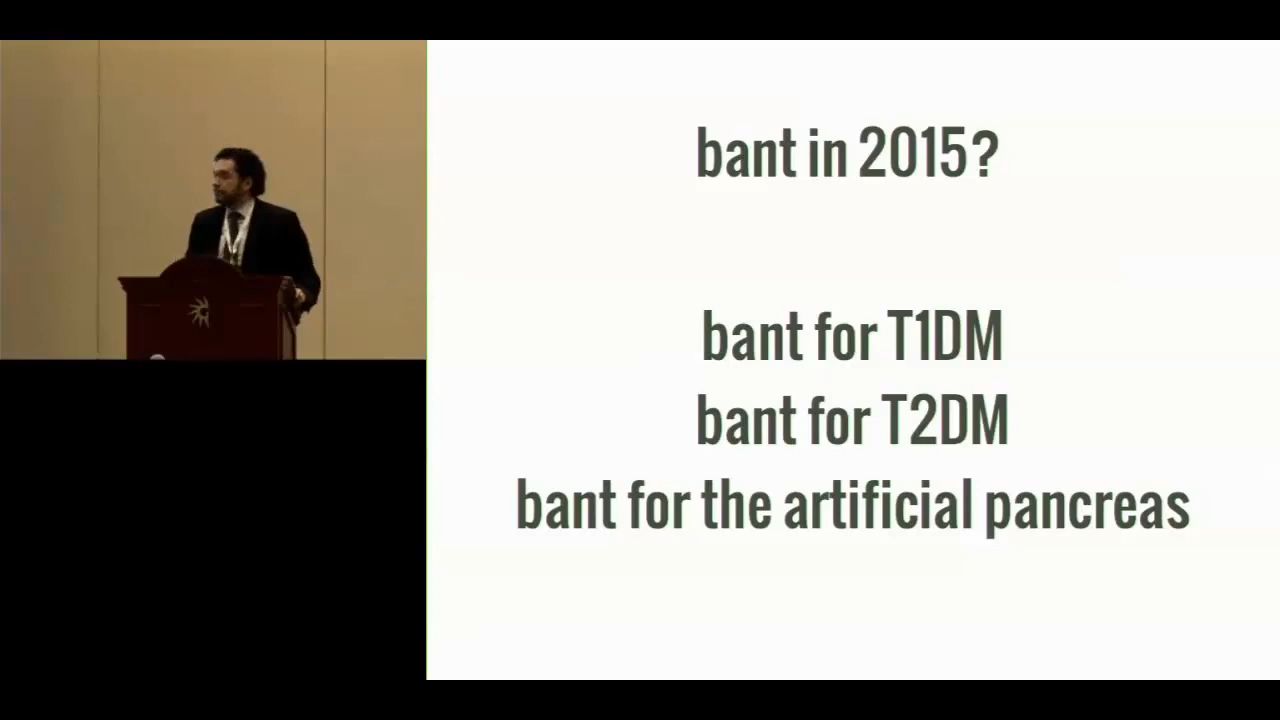 bant in 2015?
bant for T1DM
bant for T2DM
bant for the artificial pancreas